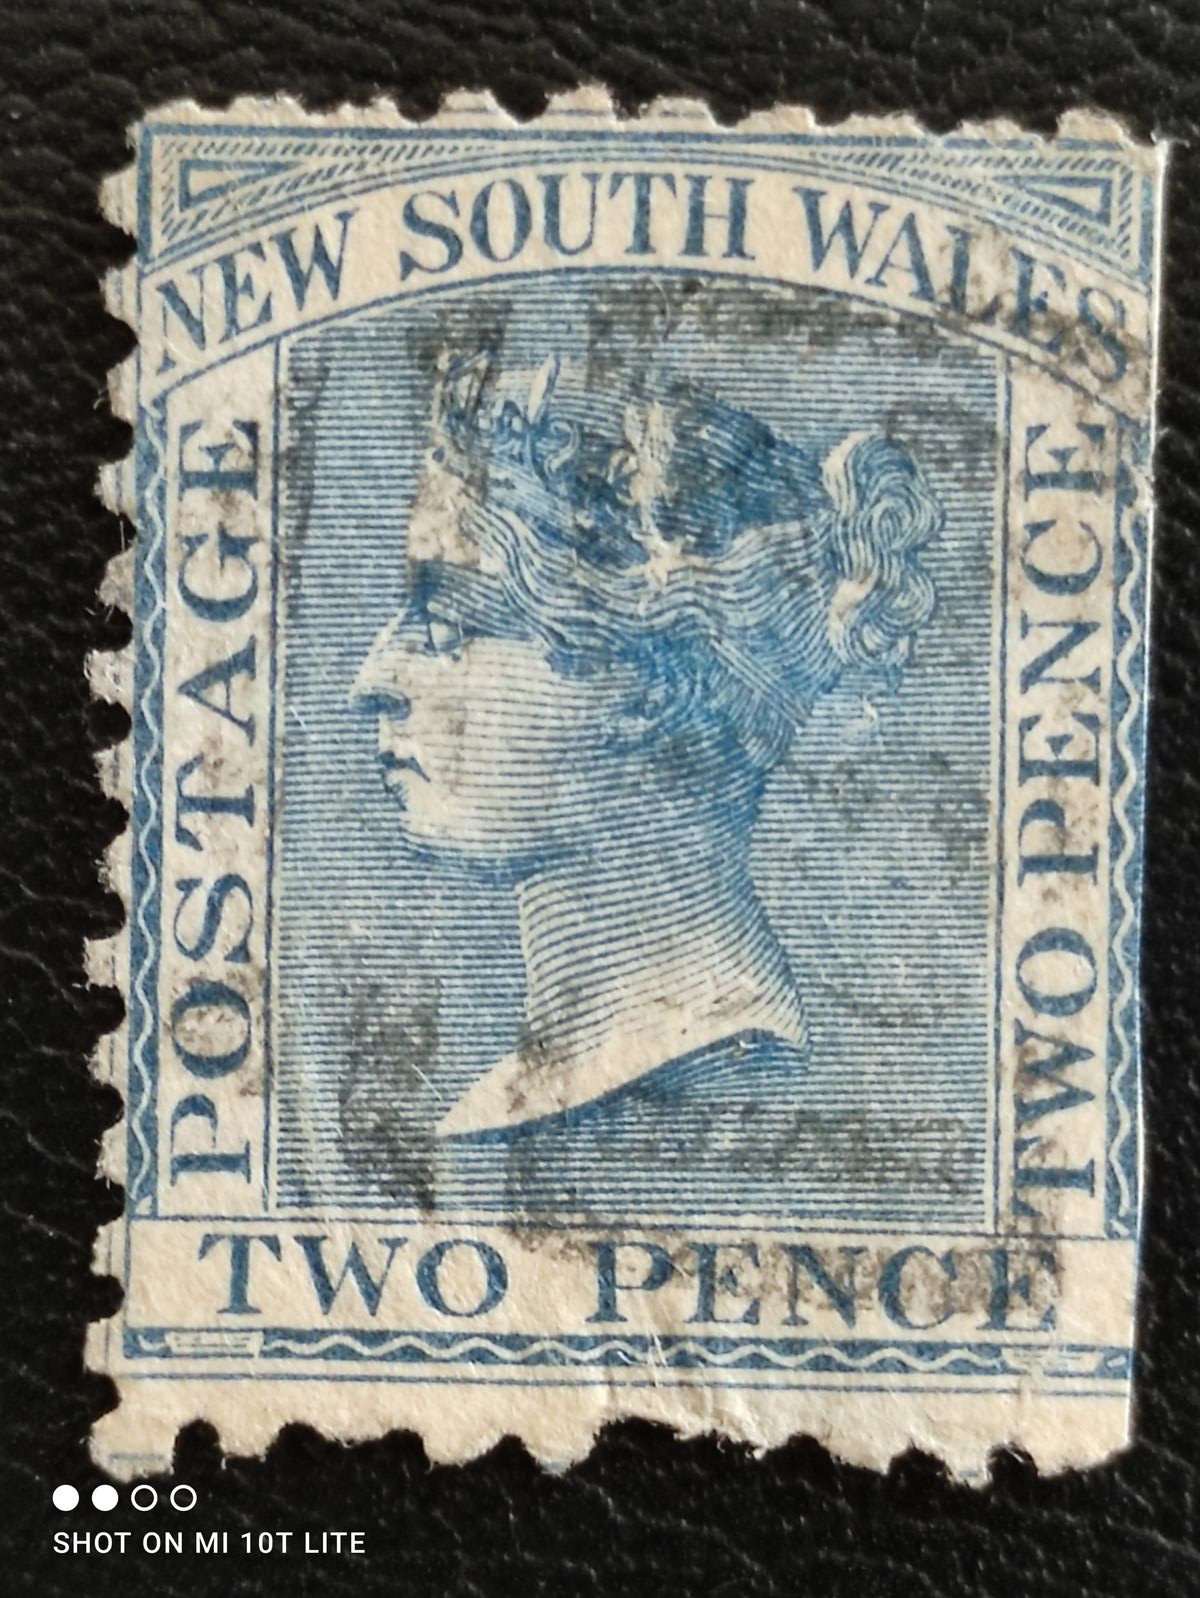 NEW SOUTH WALES
POSTAGE
TWO PENCE
TWO PENCE
SHOT ON MI 10T LITE